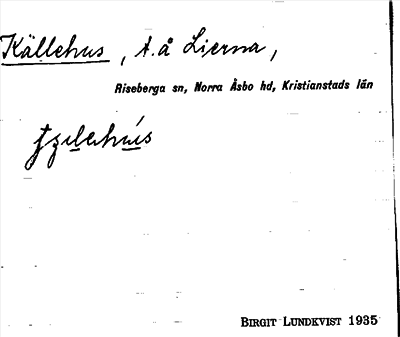 Källehus, t. å Lierna,
Riseberga sn, Norra Åsbo hd, Kristianstads län
BIRGIT LUNDKVIST 1935